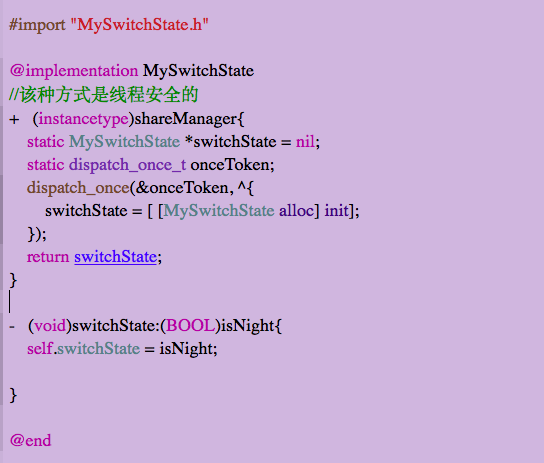 #import "MySwitchState.h"
@implementation MySwitchState
//该种方式是线程安全的
+ (instancetype)shareManager{
static MySwitchState *switchState = nil;
static dispatch_once_t onceToken;
dispatch_once(&onceToken, ^{
switchState = [ [MySwitchState alloc] init];
});
return switchState;
}
- (void)switchState:(BOOL)isNight{
self.switchState = isNight;
}
@end